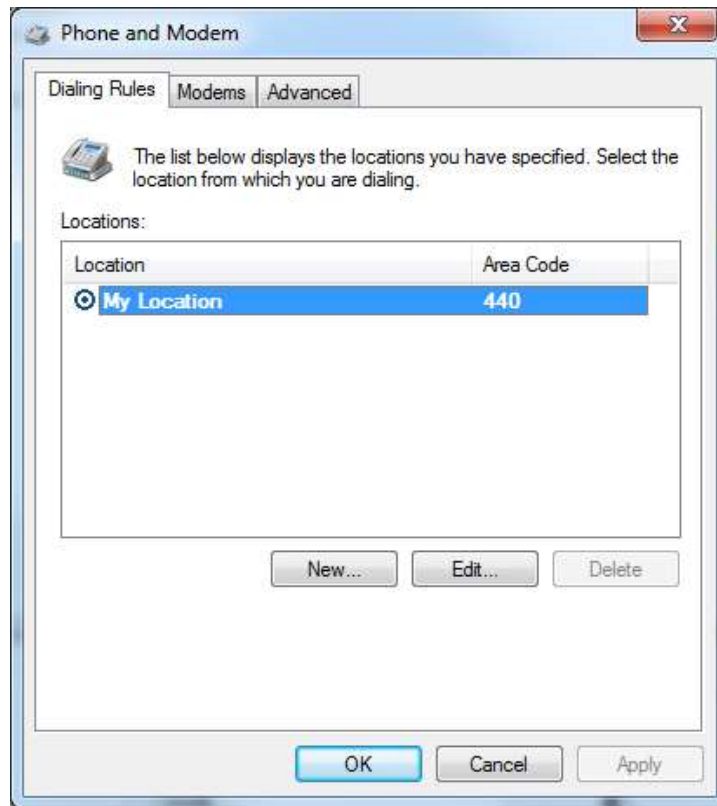 Phone and Modem
Dialing Rules Modems Advanced
The list below displays the locations you have specified. Select the
location from which you are dialing.
Locations:
Location Area Code
My Location 440
New... Edit... Delete
OK Cancel Apply